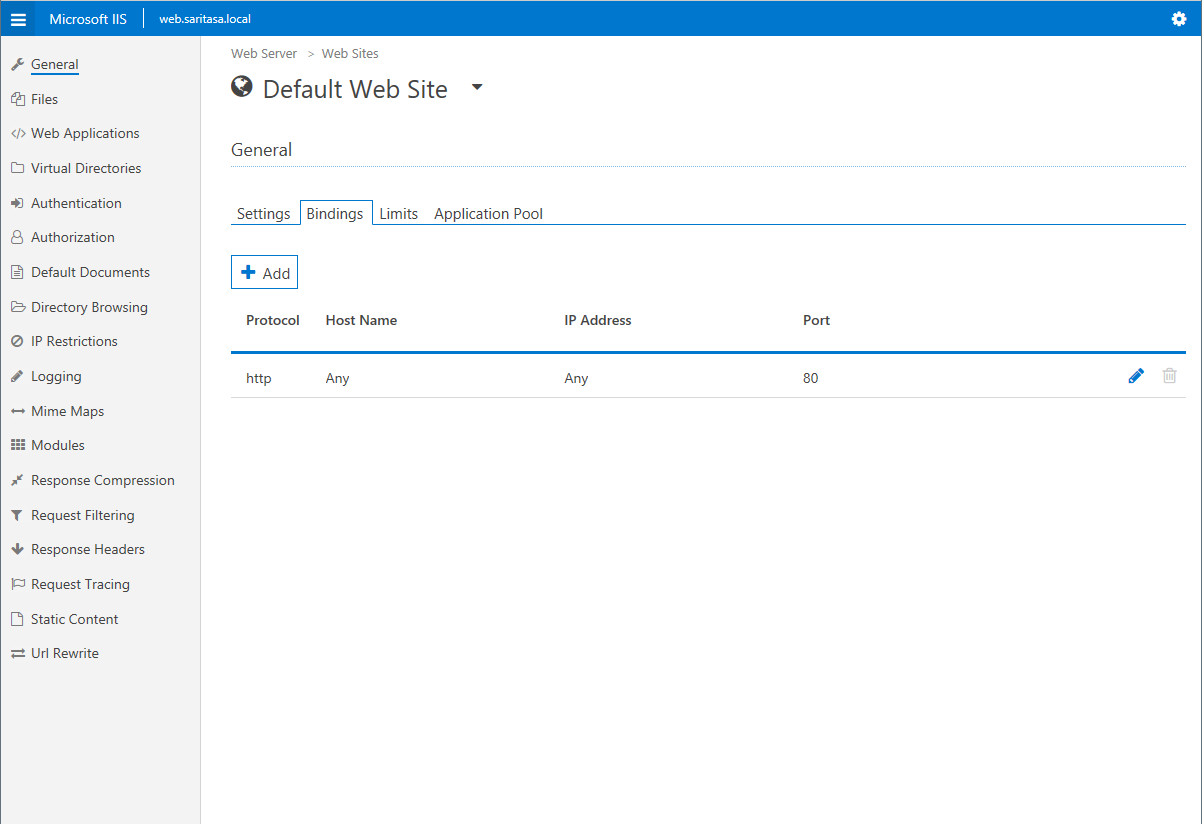 Microsoft IIS web.saritasa.local
General
Files
Web Applications
Virtual Directories
Authentication
Authorization
Default Documents
Directory Browsing
IP Restrictions
Logging
Mime Maps
Modules
Response Compression
Request Filtering
Response Headers
Request Tracing
Static Content
Url Rewrite
Web Server > Web Sites
Default Web Site
General
Settings Bindings Limits Application Pool
Add
Protocol Host Name IP Address Port
http Any Any 80